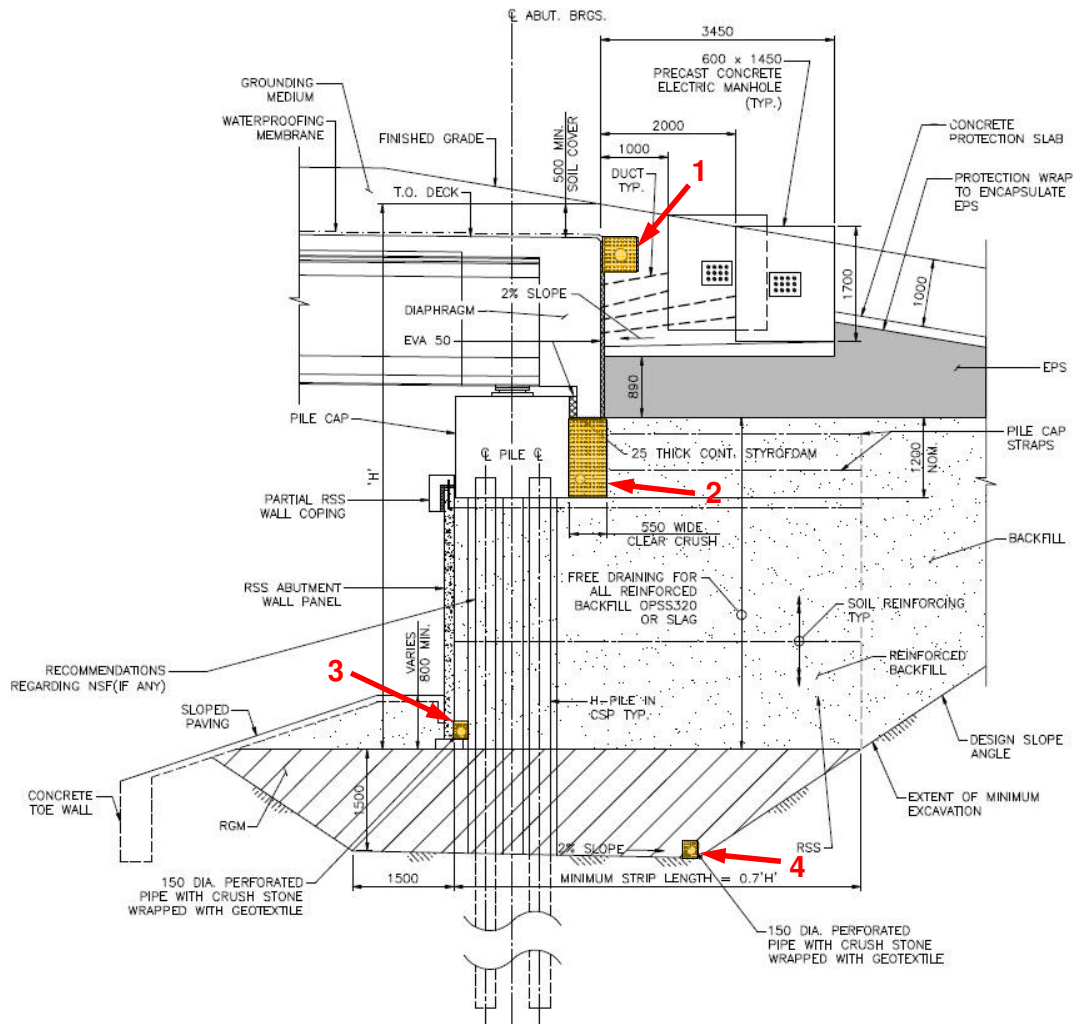 ℄ ABUT. BRGS.
3450
600 x 1450
PRECAST CONCRETE
ELECTRIC MANHOLE
(TYP.)
GROUNDING
MEDIUM
WATERPROOFING
MEMBRANE
FINISHED GRADE
500 MIN.
SOIL COVER
2000
1000
CONCRETE
PROTECTION SLAB
DUCT
TYP.
1
PROTECTION WRAP
TO ENCAPSULATE
EPS
T.O. DECK
2% SLOPE
1700
1000
DIAPHRAGM
EVA 50
890
EPS
PILE CAP
℄ PILE ℄
25 THICK CONT. STYROFOAM
1200
NOM.
PILE CAP
STRAPS
'H'
2
PARTIAL RSS
WALL COPING
550 WIDE
CLEAR CRUSH
BACKFILL
RSS ABUTMENT
WALL PANEL
FREE DRAINING FOR
ALL REINFORCED
BACKFILL OPSS320
OR SLAG
SOIL REINFORCING
TYP.
VARIES
800 MIN.
RECOMMENDATIONS
REGARDING NSF(IF ANY)
3
REINFORCED
BACKFILL
SLOPED
PAVING
H-PILE IN
CSP TYP.
DESIGN SLOPE
ANGLE
CONCRETE
TOE WALL
1500
RGM
EXTENT OF MINIMUM
EXCAVATION
2% SLOPE
4
RSS
1500
MINIMUM STRIP LENGTH = 0.7'H'
150 DIA. PERFORATED
PIPE WITH CRUSH STONE
WRAPPED WITH GEOTEXTILE
150 DIA. PERFORATED
PIPE WITH CRUSH STONE
WRAPPED WITH GEOTEXTILE